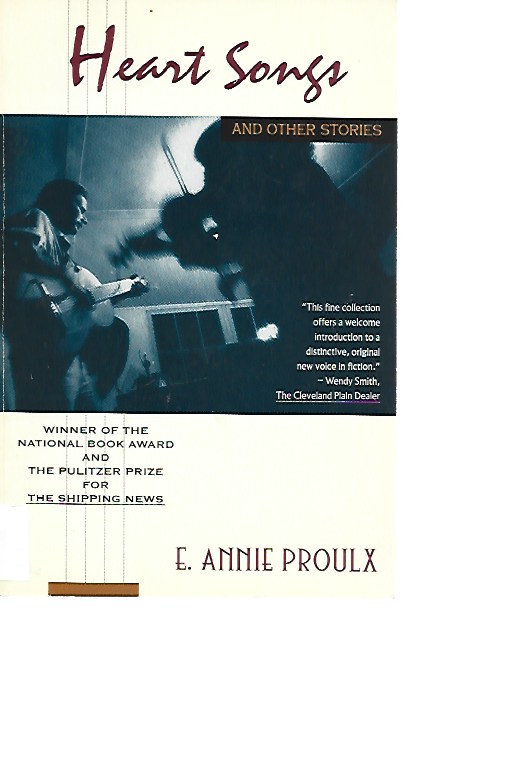 Heart Songs
AND OTHER STORIES
"This fine collection
offers a welcome
introduction to a
distinctive, original
new voice in fiction."
– Wendy Smith,
The Cleveland Plain Dealer
WINNER OF THE
NATIONAL BOOK AWARD
AND
THE PULITZER PRIZE
FOR
THE SHIPPING NEWS
E. ANNIE PROULX